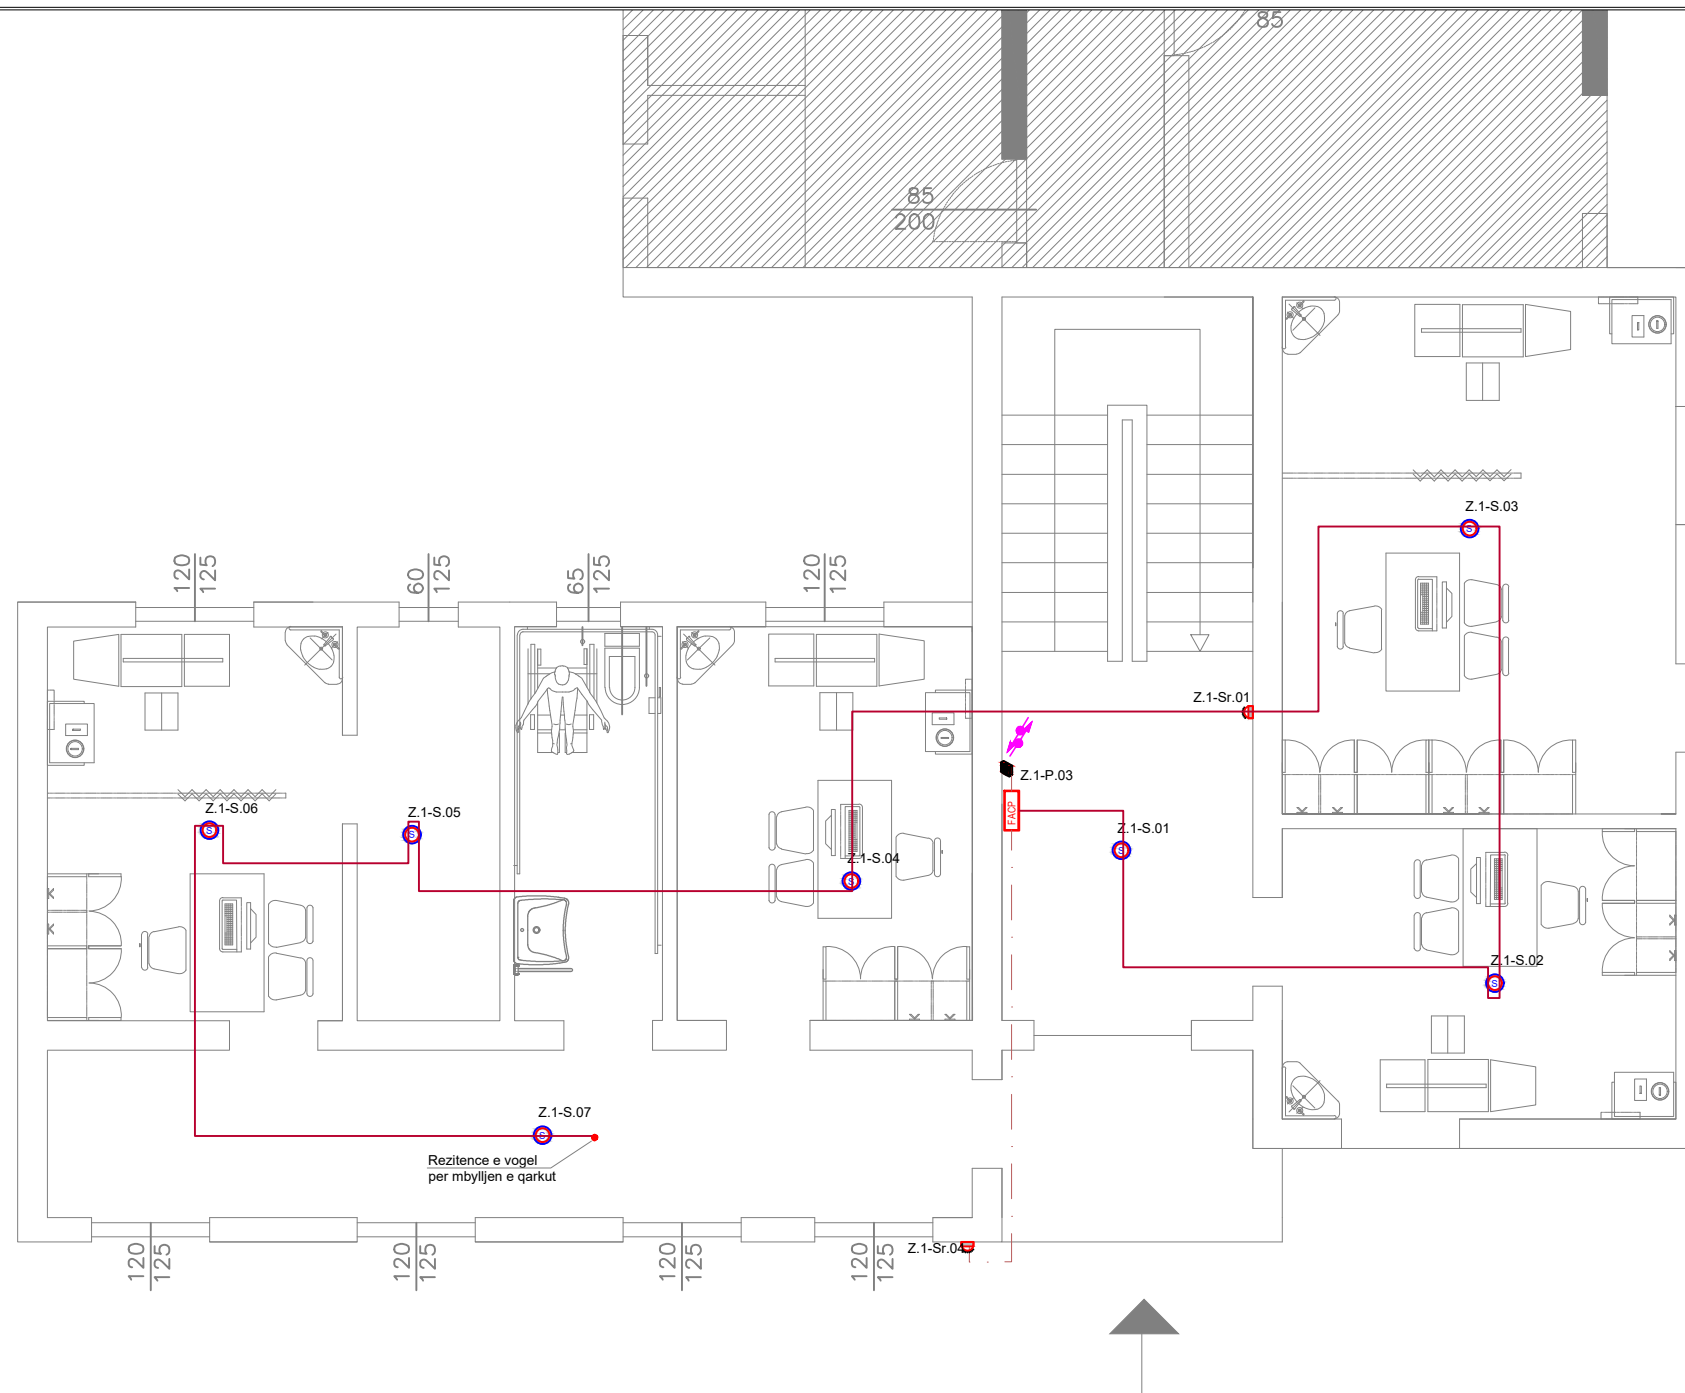 85
85
200
Z.1-S.03
120
125
60
125
65
125
120
125
Z.1-Sr.01
Z.1-P.03
FACP
Z.1-S.06
Z.1-S.05
Z.1-S.01
Z.1-S.04
Z.1-S.02
S
S
S
S
S
S
S
Z.1-S.07
Rezitence e vogel
per mbylljen e qarkut
Z.1-Sr.04
120
125
120
125
120
125
120
125